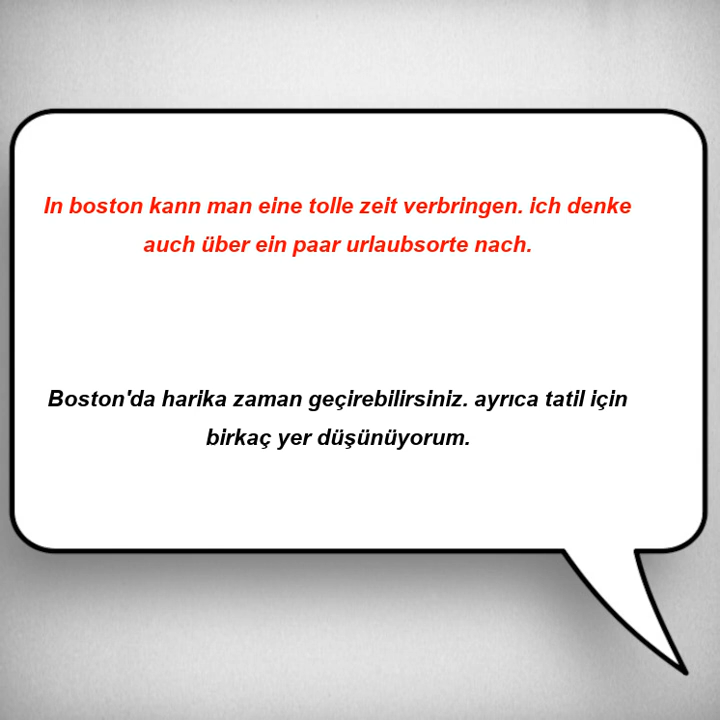 In boston kann man eine tolle zeit verbringen. ich denke
auch über ein paar urlaubsorte nach.
Boston'da harika zaman geçirebilirsiniz. ayrıca tatil için
birkaç yer düşünüyorum.